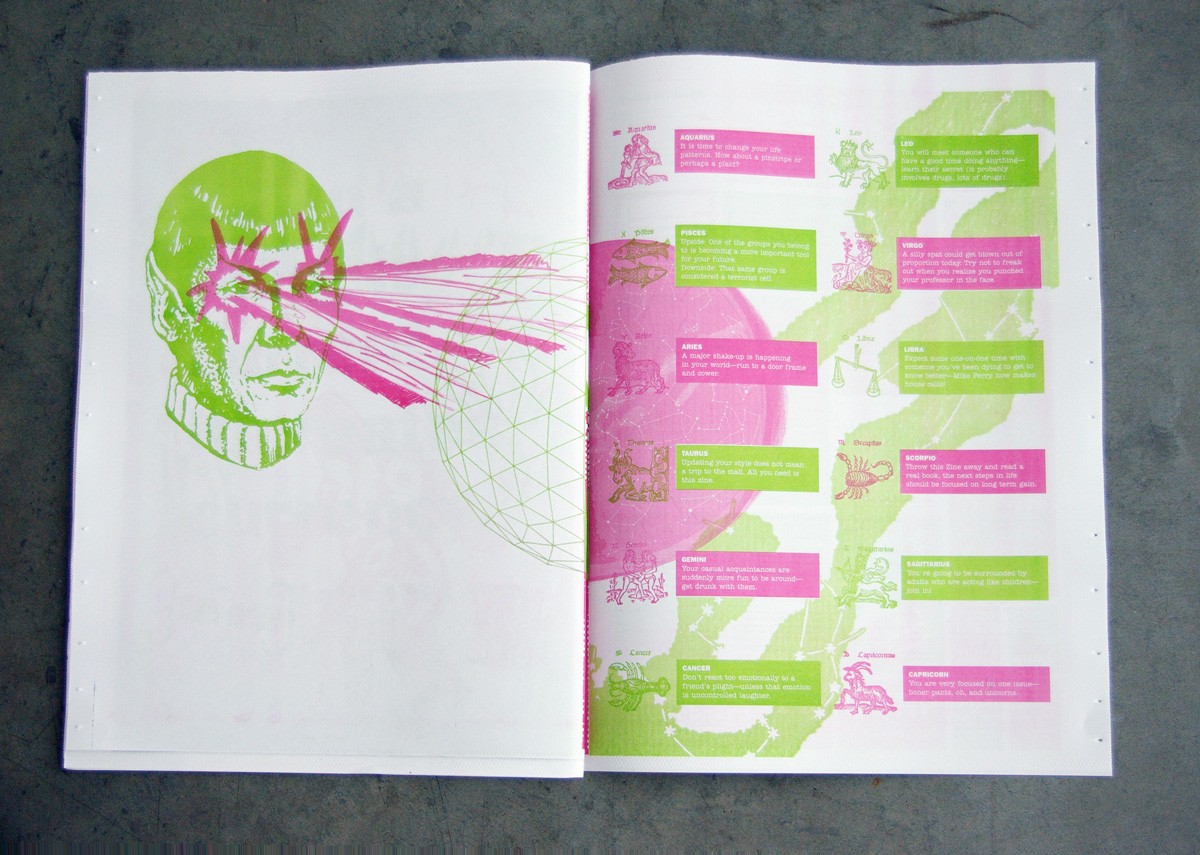 Aquarius
AQUARIUS
It is time to change your life
patterns. How about a pinstripe or
perhaps a plaid?
Pisces
PISCES
Upside: One of the groups you belong
to is becoming a more important tool
for your future.
Downside: That same group is
considered a terrorist cell.
Aries
ARIES
A major shake-up is happening
in your world—run to a door frame
and cower.
Taurus
TAURUS
Updating your style does not mean
a trip to the mall. All you need is
this zine.
Gemini
GEMINI
Your casual acquaintances are
suddenly more fun to be around—
get drunk with them.
Cancer
CANCER
Don't react too emotionally to a
friend's plight—unless that emotion
is uncontrolled laughter.
Leo
LEO
You will meet someone who can
have a good time doing anything—
learn their secret (it probably
involves drugs, lots of drugs).
VIRGO
A silly spat could get blown out of
proportion today. Try not to freak
out when you realize you punched
your professor in the face.
Libra
LIBRA
Expect some one-on-one time with
someone you've been dying to get to
know better—Mike Perry now makes
house calls!
Scorpius
SCORPIO
Throw this Zine away and read a
real book, the next steps in life
should be focused on long term gain.
Sagittarius
SAGITTARIUS
You're going to be surrounded by
adults who are acting like children—
join in!
Capricornus
CAPRICORN
You are very focused on one issue—
boner pants, oh, and unicorns.